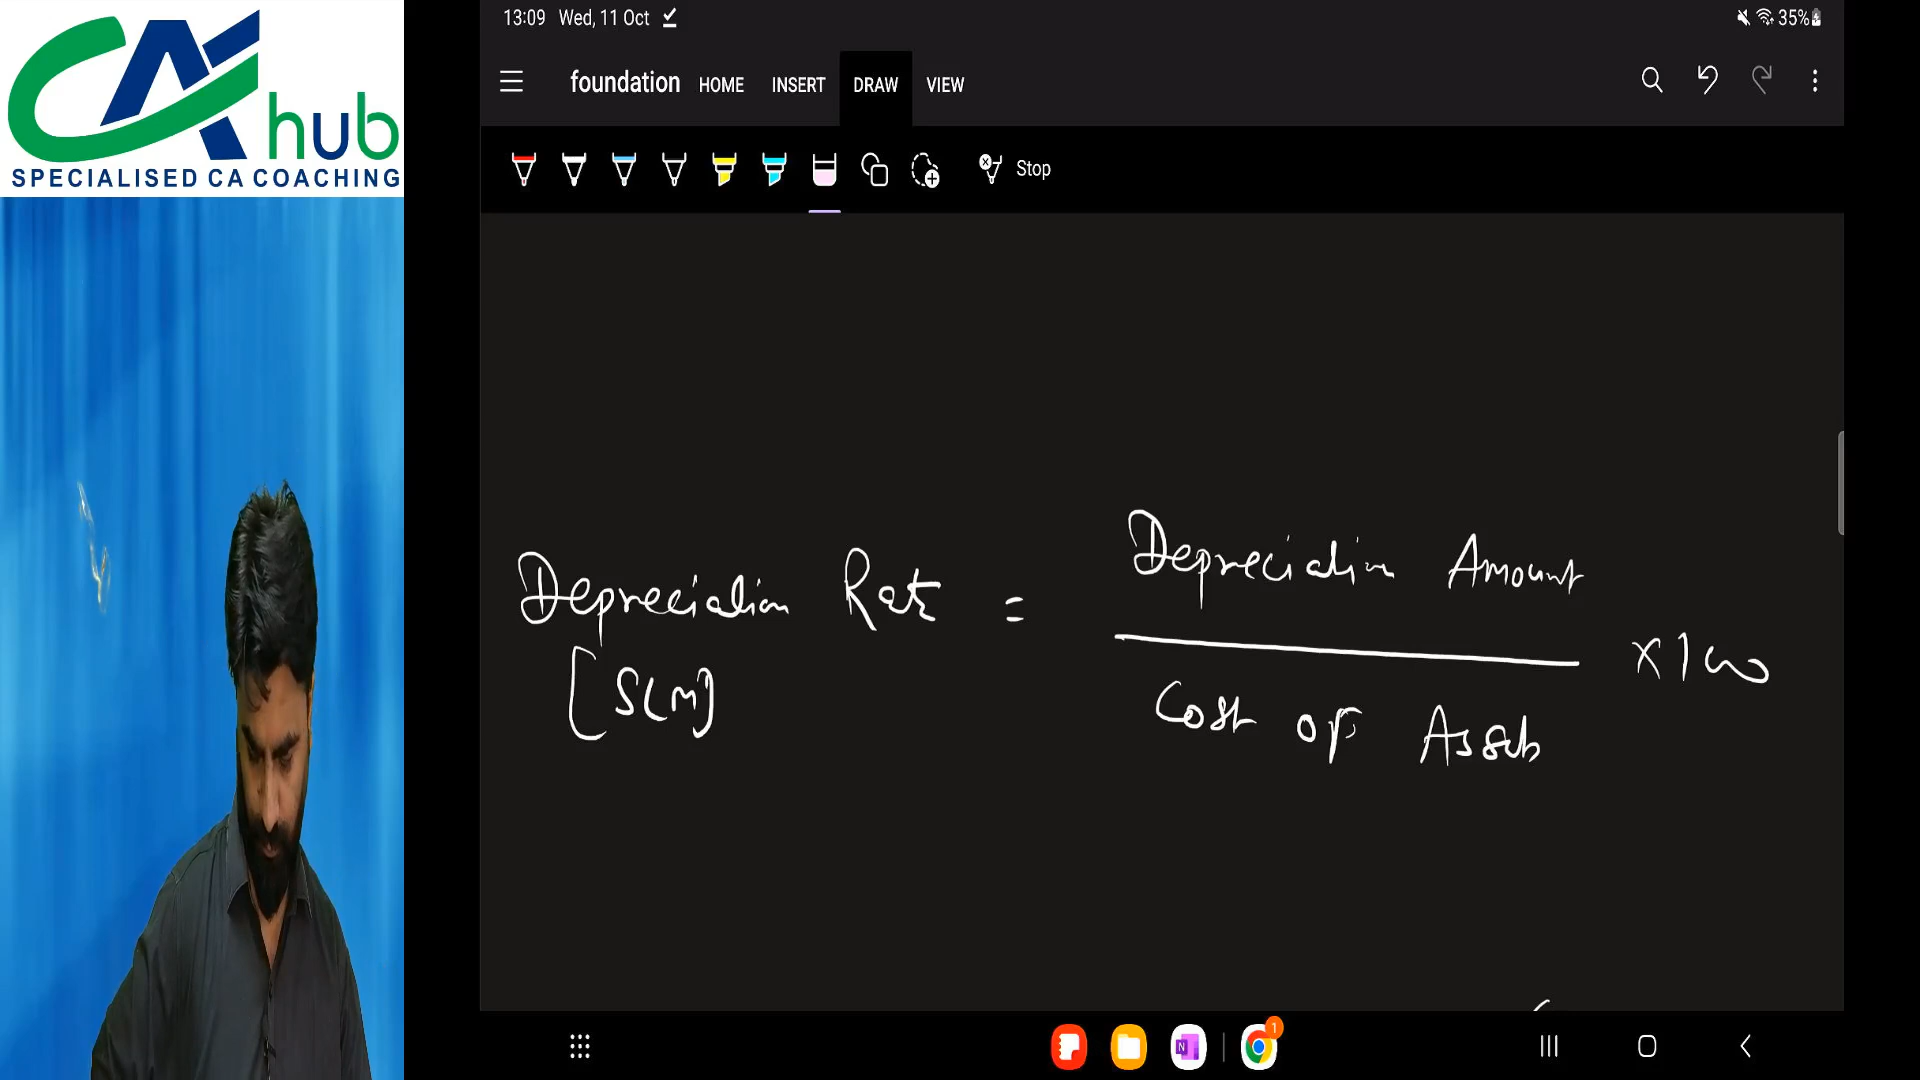 CA hub
SPECIALISED CA COACHING
13:09 Wed, 11 Oct
35%
foundation HOME INSERT DRAW VIEW
Stop
Depreciation Amount
Depreciation Rate = ×100
[SLM]
Cost of Assets
1